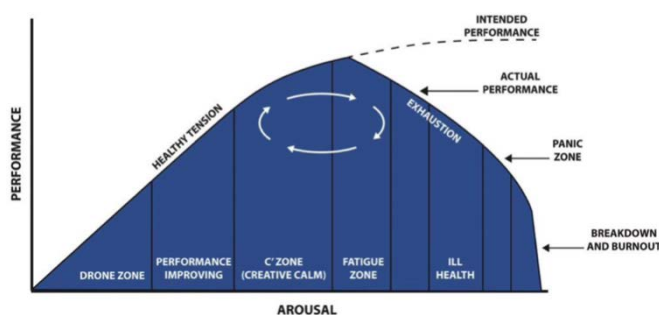 INTENDED
PERFORMANCE
ACTUAL
PERFORMANCE
HEALTHY TENSION
EXHAUSTION
PANIC
ZONE
PERFORMANCE
BREAKDOWN
AND BURNOUT
DRONE ZONE
PERFORMANCE
IMPROVING
C’ZONE
(CREATIVE CALM)
FATIGUE
ZONE
ILL
HEALTH
AROUSAL